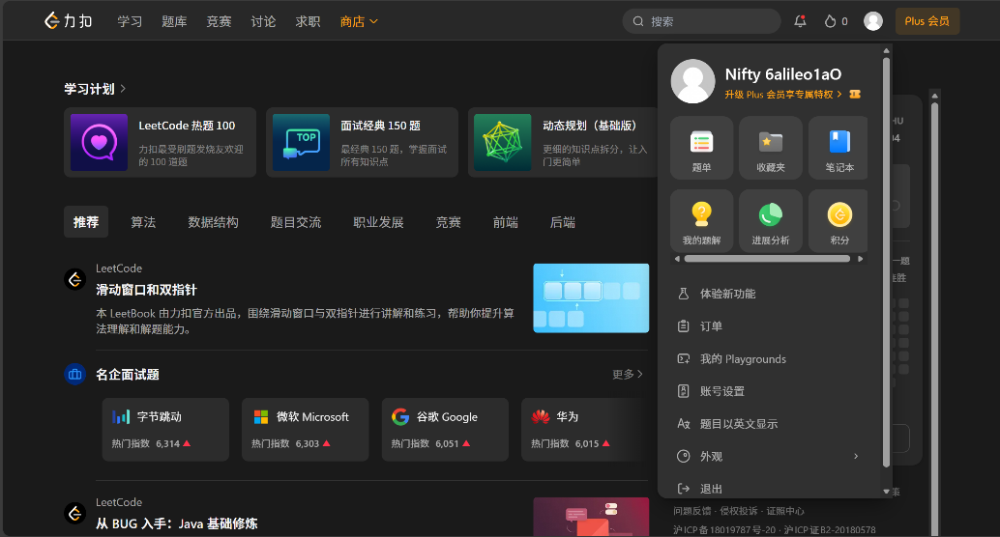 力扣 学习 题库 竞赛 讨论 求职 商店 搜索 0 Plus 会员
学习计划
LeetCode 热题 100
力扣最受刷题发烧友欢迎
的 100 道题
TOP
面试经典 150 题
最经典 150 题，掌握面试
所有知识点
动态规划（基础版）
更细的知识点拆分，让入
门更简单
推荐 算法 数据结构 题目交流 职业发展 竞赛 前端 后端
LeetCode
滑动窗口和双指针
本 LeetBook 由力扣官方出品，围绕滑动窗口与双指针进行讲解和练习，帮助你提升算
法理解和解题能力。
名企面试题 更多
字节跳动
热门指数 6,314
微软 Microsoft
热门指数 6,303
谷歌 Google
热门指数 6,051
华为
热门指数 6,015
LeetCode
从 BUG 入手：Java 基础修炼
Nifty 6alileo1aO
升级 Plus 会员享专属特权
题单 收藏夹 笔记本
我的题解 进展分析 积分
体验新功能
订单
我的 Playgrounds
账号设置
题目以英文显示
外观
退出
问题反馈 - 侵权投诉 - 证照中心
沪ICP备18019787号-20 · 沪ICP证B2-20180578
HU
04
一题
胜